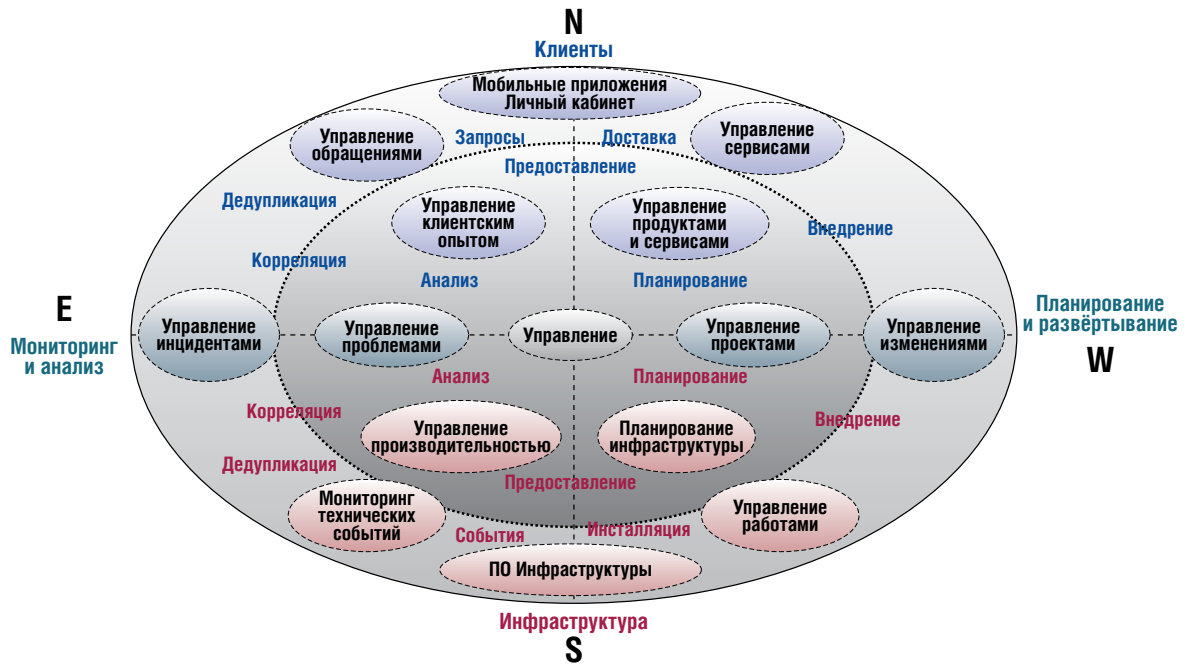 N
Клиенты
Мобильные приложения
Личный кабинет
Управление
обращениями
Запросы
Доставка
Управление
сервисами
Предоставление
Дедупликация
Управление
клиентским
опытом
Управление
продуктами
и сервисами
Внедрение
Корреляция
Анализ
Планирование
E
Мониторинг
и анализ
Управление
инцидентами
Управление
проблемами
Управление
Управление
проектами
Управление
изменениями
Планирование
и развёртывание
W
Анализ
Планирование
Корреляция
Управление
производительностью
Планирование
инфраструктуры
Внедрение
Дедупликация
Предоставление
Мониторинг
технических
событий
События
Инсталляция
Управление
работами
ПО Инфраструктуры
Инфраструктура
S